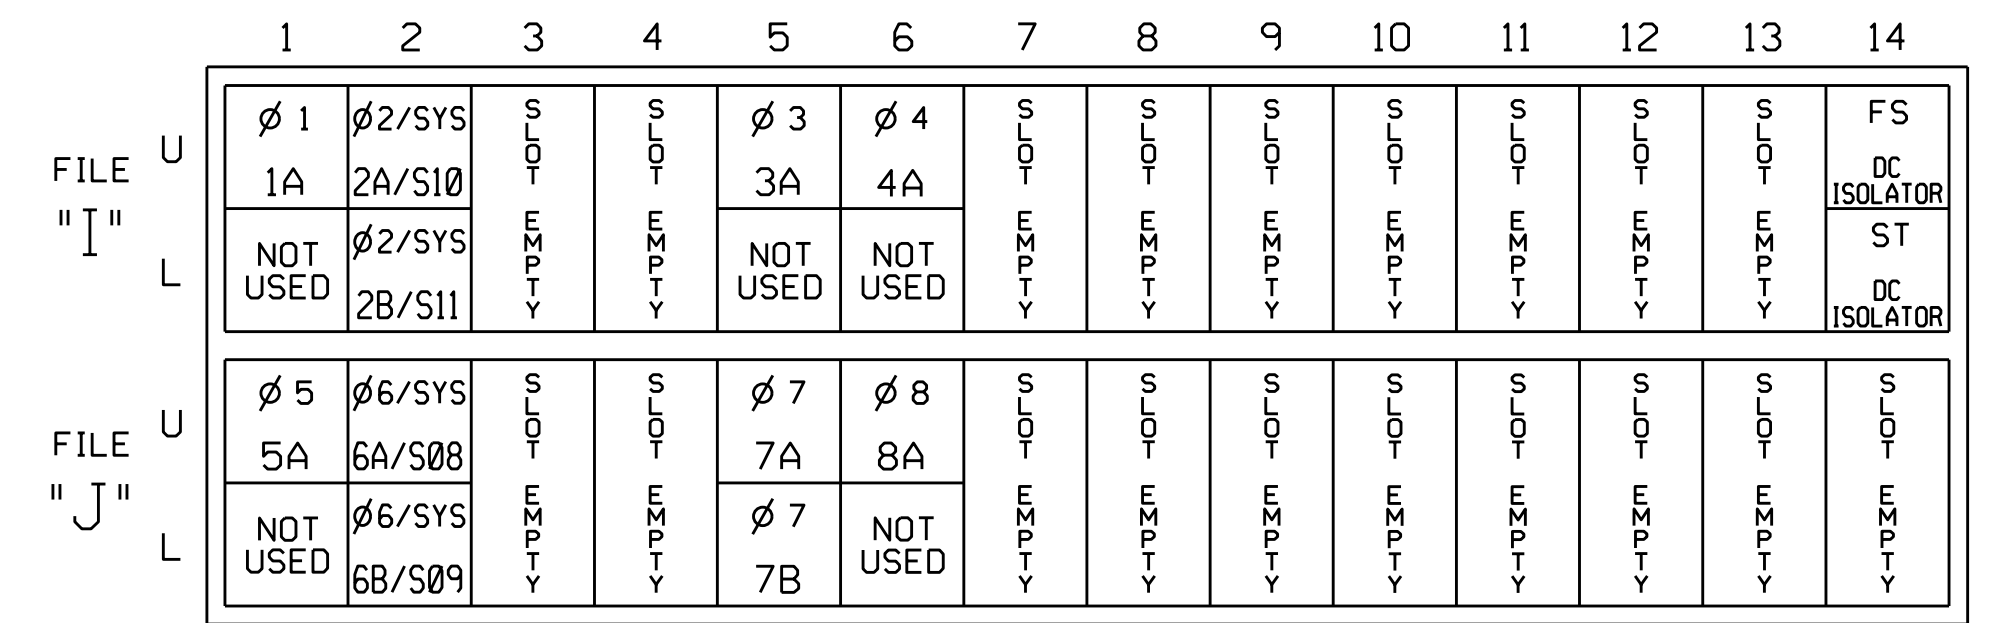 1 2 3 4 5 6 7 8 9 10 11 12 13 14
FILE
"I"
U
L
Ø 1
1A
NOT
USED
Ø2/SYS
2A/S10
Ø2/SYS
2B/S11
SLOT EMPTY
SLOT EMPTY
Ø 3
3A
NOT
USED
Ø 4
4A
NOT
USED
SLOT EMPTY
SLOT EMPTY
SLOT EMPTY
SLOT EMPTY
SLOT EMPTY
SLOT EMPTY
SLOT EMPTY
FS
DC
ISOLATOR
ST
DC
ISOLATOR
FILE
"J"
U
L
Ø 5
5A
NOT
USED
Ø6/SYS
6A/S08
Ø6/SYS
6B/S09
SLOT EMPTY
SLOT EMPTY
Ø 7
7A
Ø 7
7B
Ø 8
8A
NOT
USED
SLOT EMPTY
SLOT EMPTY
SLOT EMPTY
SLOT EMPTY
SLOT EMPTY
SLOT EMPTY
SLOT EMPTY
SLOT EMPTY